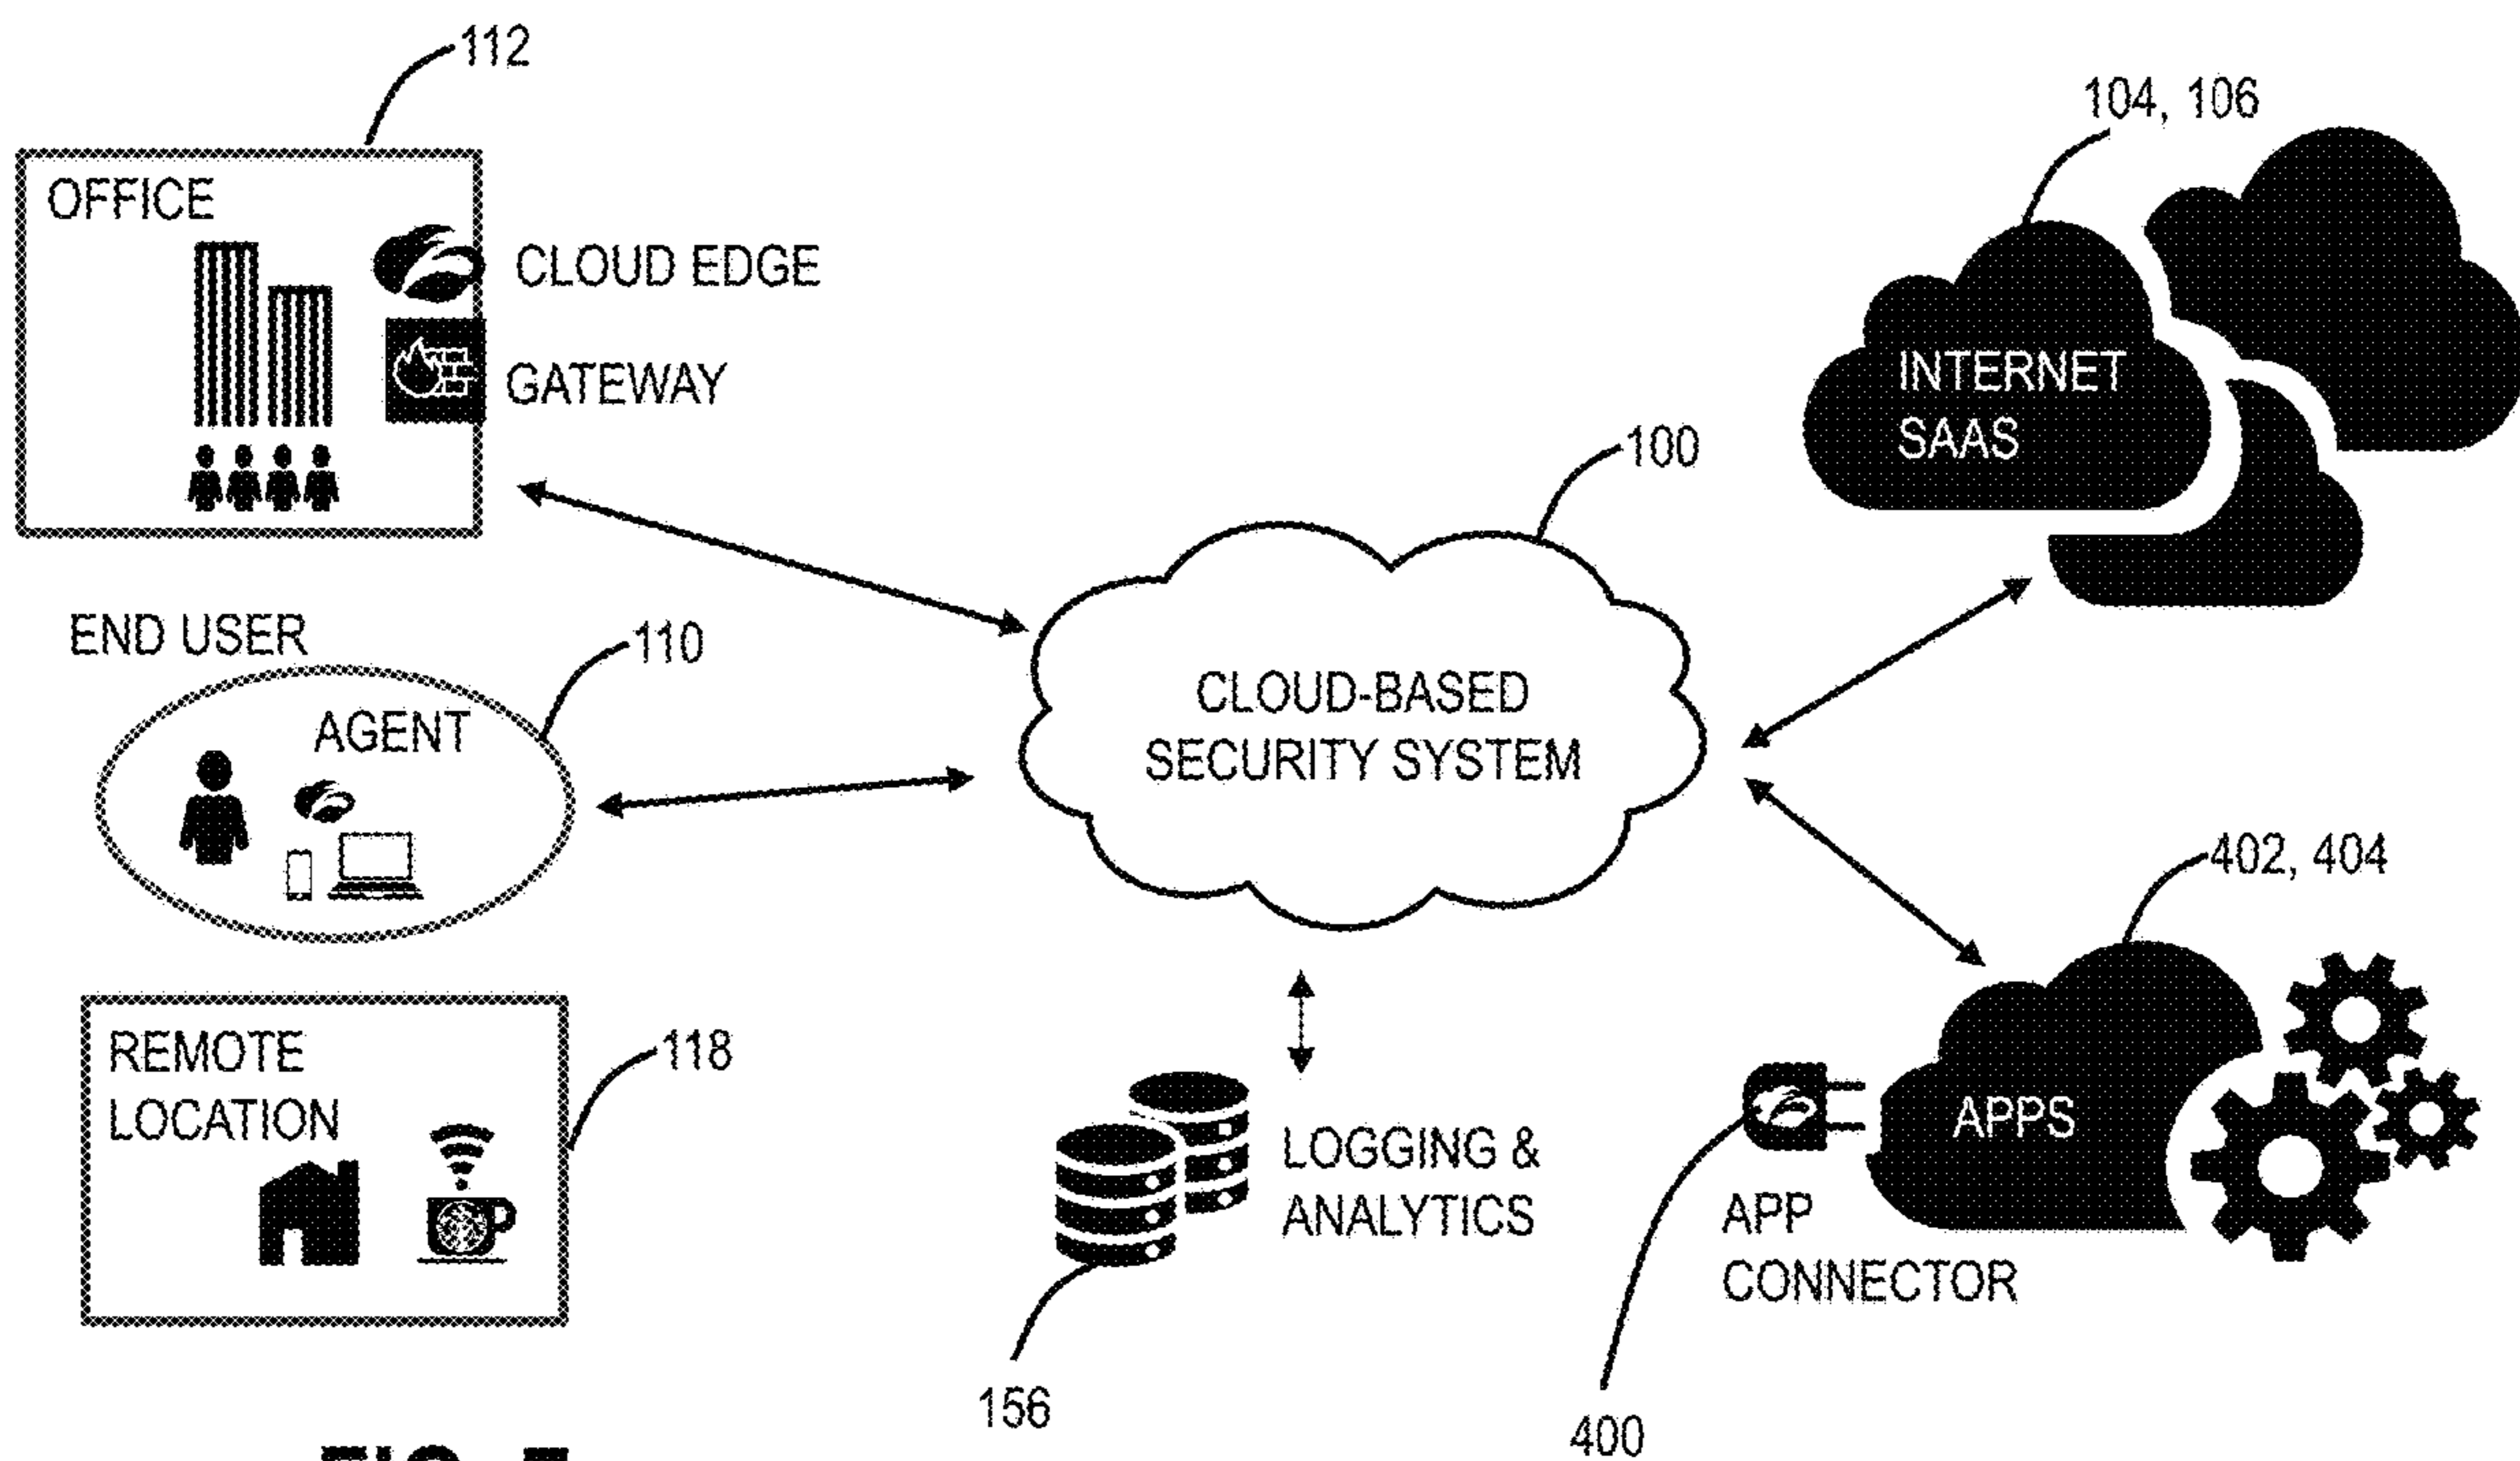 112
OFFICE
CLOUD EDGE
GATEWAY
104, 106
INTERNET
SAAS
100
END USER
110
AGENT
CLOUD-BASED
SECURITY SYSTEM
402, 404
REMOTE
LOCATION
118
LOGGING &
ANALYTICS
APPS
APP
CONNECTOR
156
400